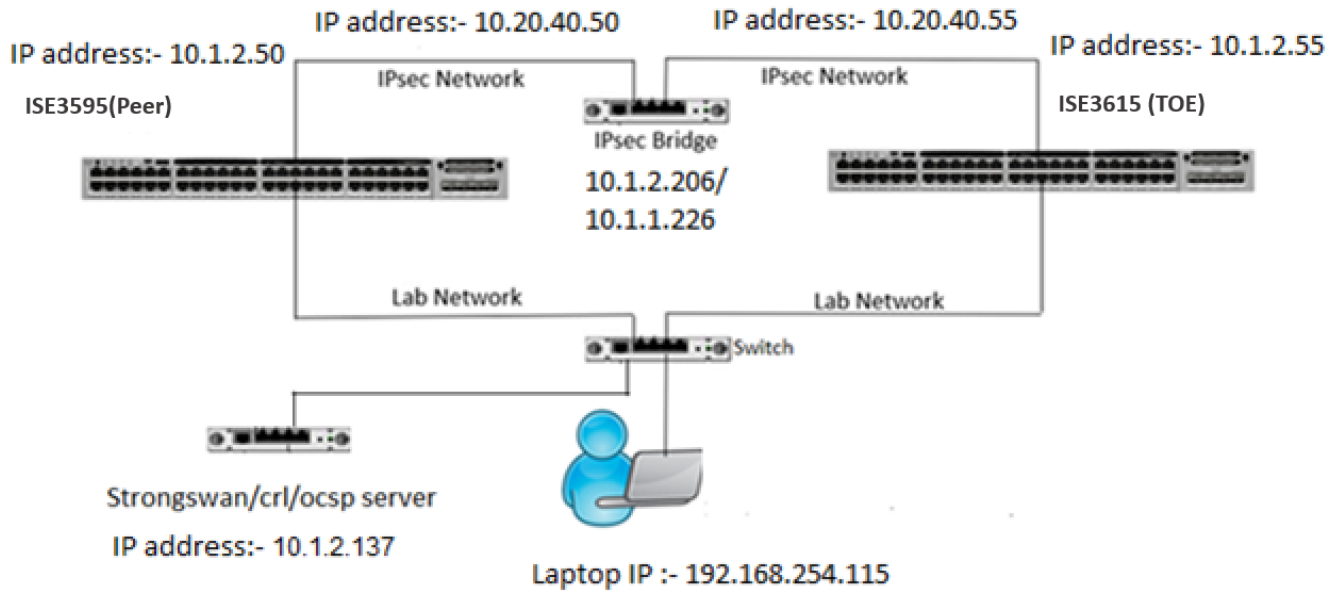 IP address:- 10.20.40.50
IP address:- 10.20.40.55
IP address:- 10.1.2.50
IP address:- 10.1.2.55
IPsec Network
IPsec Network
ISE3595(Peer)
ISE3615 (TOE)
IPsec Bridge
10.1.2.206/
10.1.1.226
Lab Network
Lab Network
Switch
Strongswan/crl/ocsp server
IP address:- 10.1.2.137
Laptop IP :- 192.168.254.115